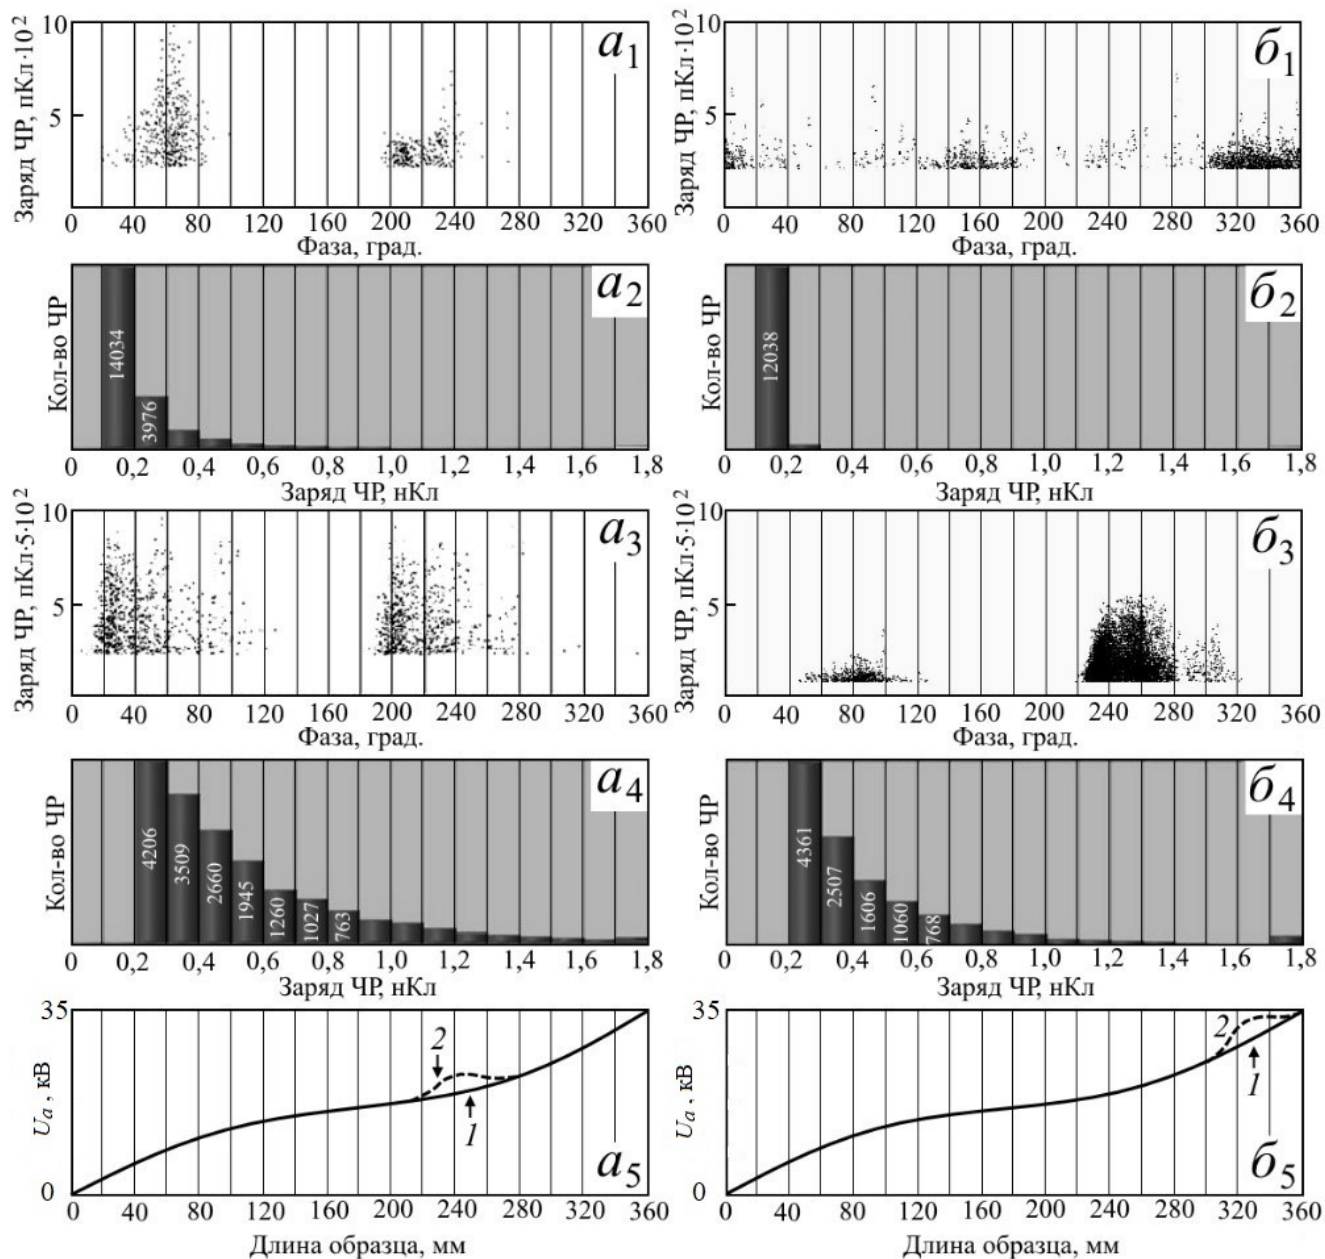 Заряд ЧР, пКл·10²
10
5
0 40 80 120 160 200 240 280 320 360
Фаза, град.
а₁
Заряд ЧР, пКл·10²
10
5
0 40 80 120 160 200 240 280 320 360
Фаза, град.
б₁
Кол-во ЧР
14034
3976
а₂
0 0,2 0,4 0,6 0,8 1,0 1,2 1,4 1,6 1,8
Заряд ЧР, нКл
Кол-во ЧР
12038
б₂
0 0,2 0,4 0,6 0,8 1,0 1,2 1,4 1,6 1,8
Заряд ЧР, нКл
Заряд ЧР, пКл·5·10²
10
5
0 40 80 120 160 200 240 280 320 360
Фаза, град.
а₃
Заряд ЧР, пКл·5·10²
10
5
0 40 80 120 160 200 240 280 320 360
Фаза, град.
б₃
Кол-во ЧР
4206
3509
2660
1945
1260
1027
763
а₄
0 0,2 0,4 0,6 0,8 1,0 1,2 1,4 1,6 1,8
Заряд ЧР, нКл
Кол-во ЧР
4361
2507
1606
1060
768
б₄
0 0,2 0,4 0,6 0,8 1,0 1,2 1,4 1,6 1,8
Заряд ЧР, нКл
35
Uₐ, кВ
0
2
1
а₅
0 40 80 120 160 200 240 280 320 360
Длина образца, мм
35
Uₐ, кВ
0
2
1
б₅
0 40 80 120 160 200 240 280 320 360
Длина образца, мм